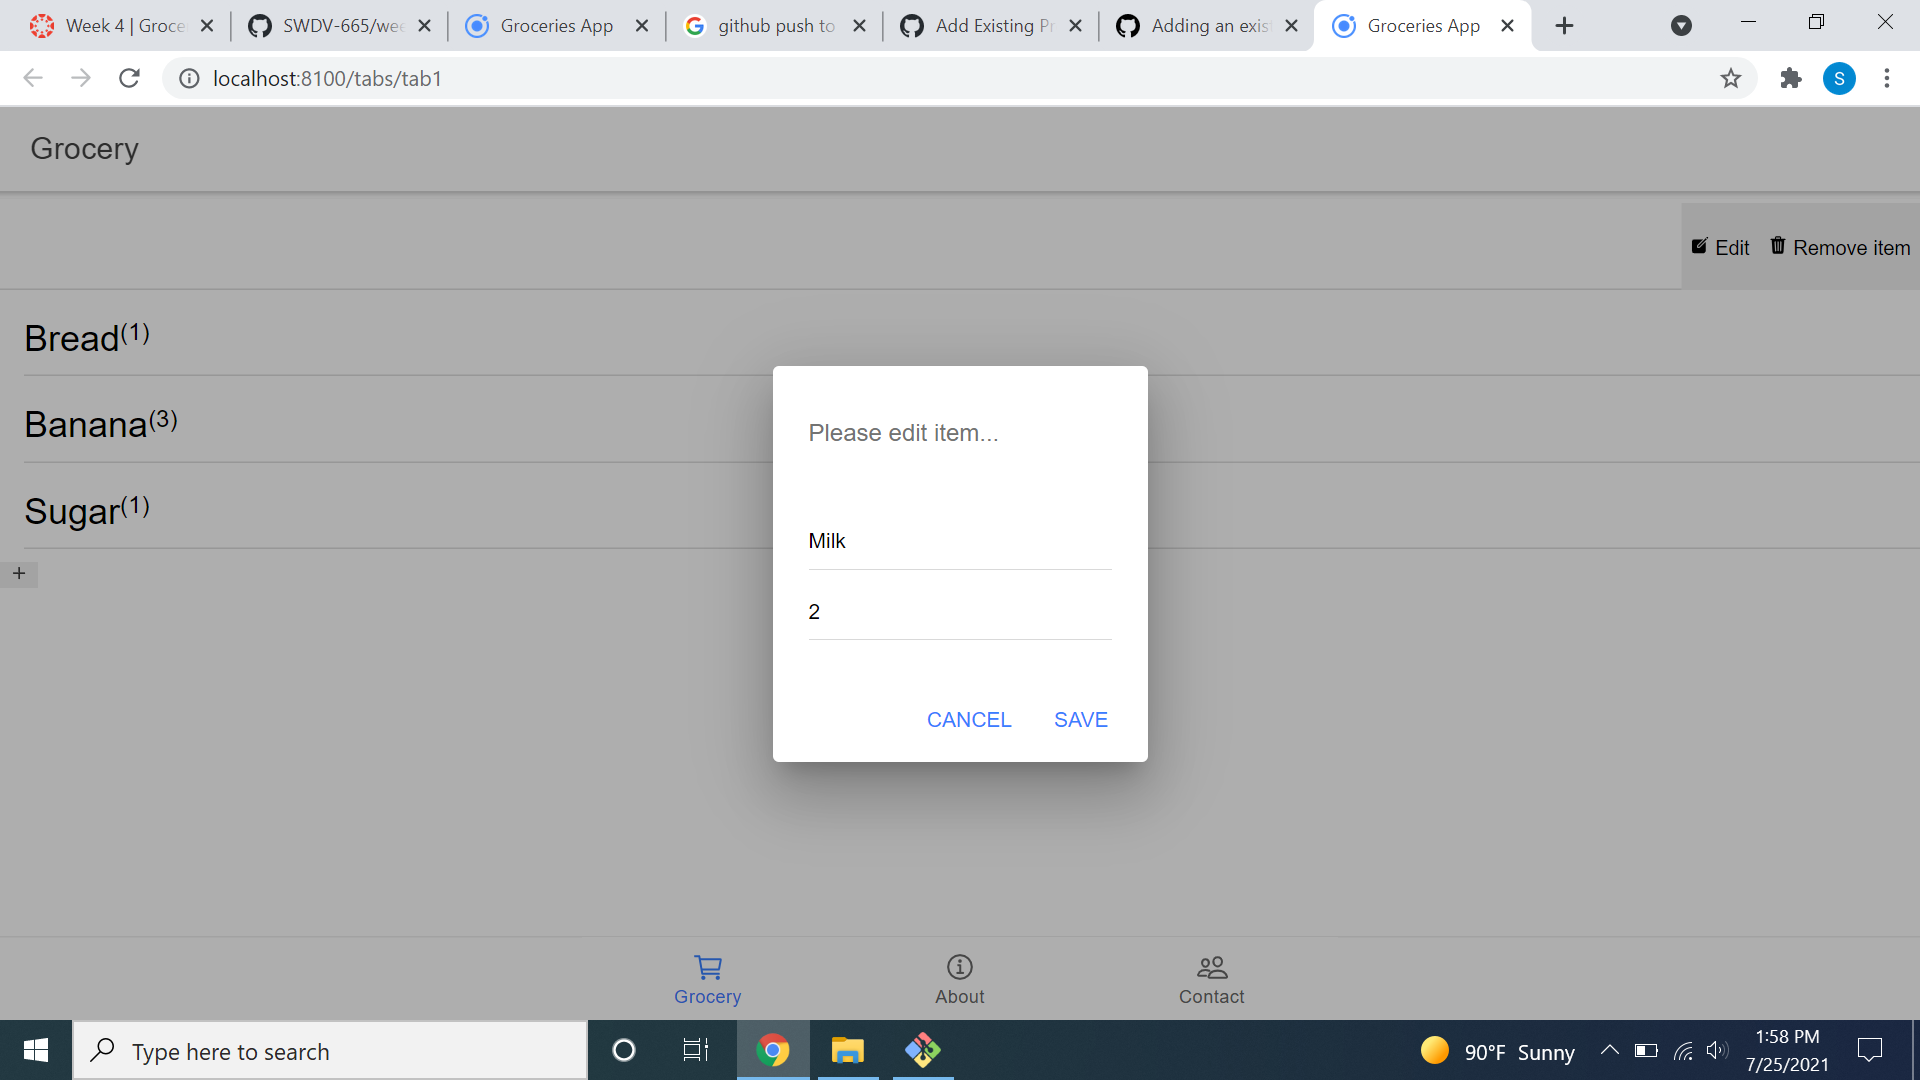 Week 4 | Groce
SWDV-665/wee
Groceries App
github push to
Add Existing Pr
Adding an exis
Groceries App
localhost:8100/tabs/tab1
S
Grocery
Edit
Remove item
Bread(1)
Banana(3)
Sugar(1)
+
Please edit item...
Milk
2
CANCEL
SAVE
Grocery
About
Contact
Type here to search
90°F Sunny
1:58 PM
7/25/2021